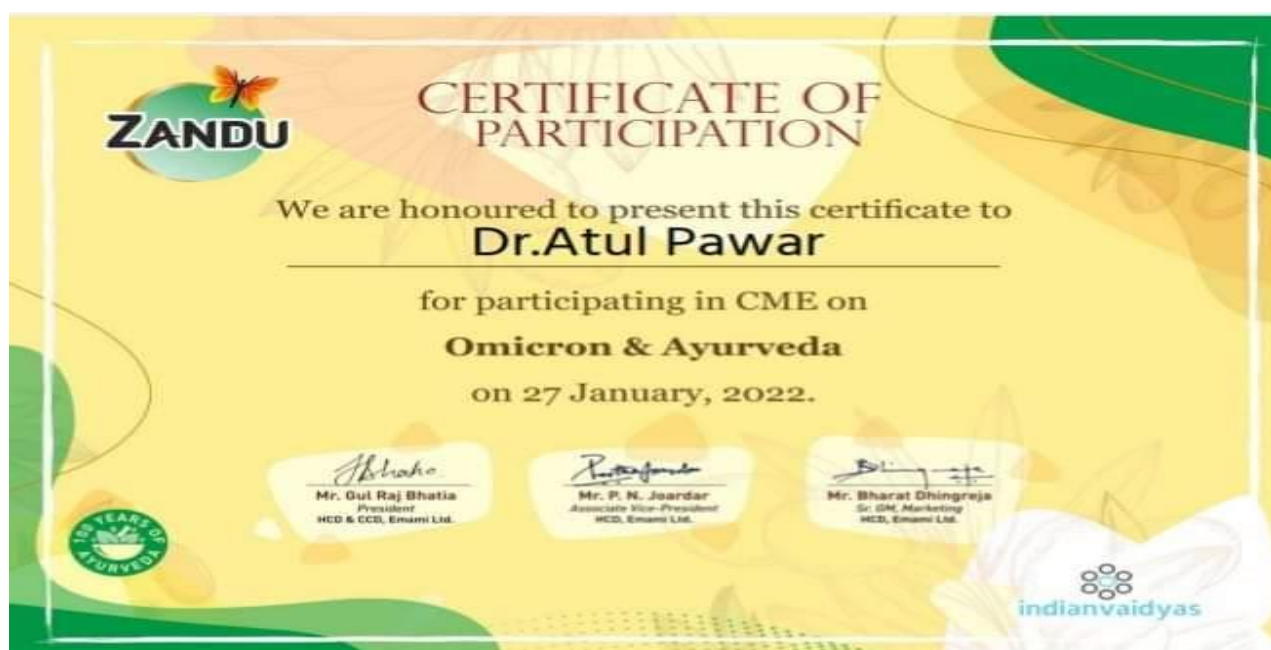 ZANDU
CERTIFICATE OF
PARTICIPATION
We are honoured to present this certificate to
Dr.Atul Pawar
for participating in CME on
Omicron & Ayurveda
on 27 January, 2022.
Mr. Gul Raj Bhatia
President
HCD & CCD, Emami Ltd.
Mr. P. N. Joardar
Associate Vice-President
HCD, Emami Ltd.
Mr. Bharat Dhingreja
Sr. GM, Marketing
HCD, Emami Ltd.
100 YEARS OF
AYURVEDA
indianvaidyas